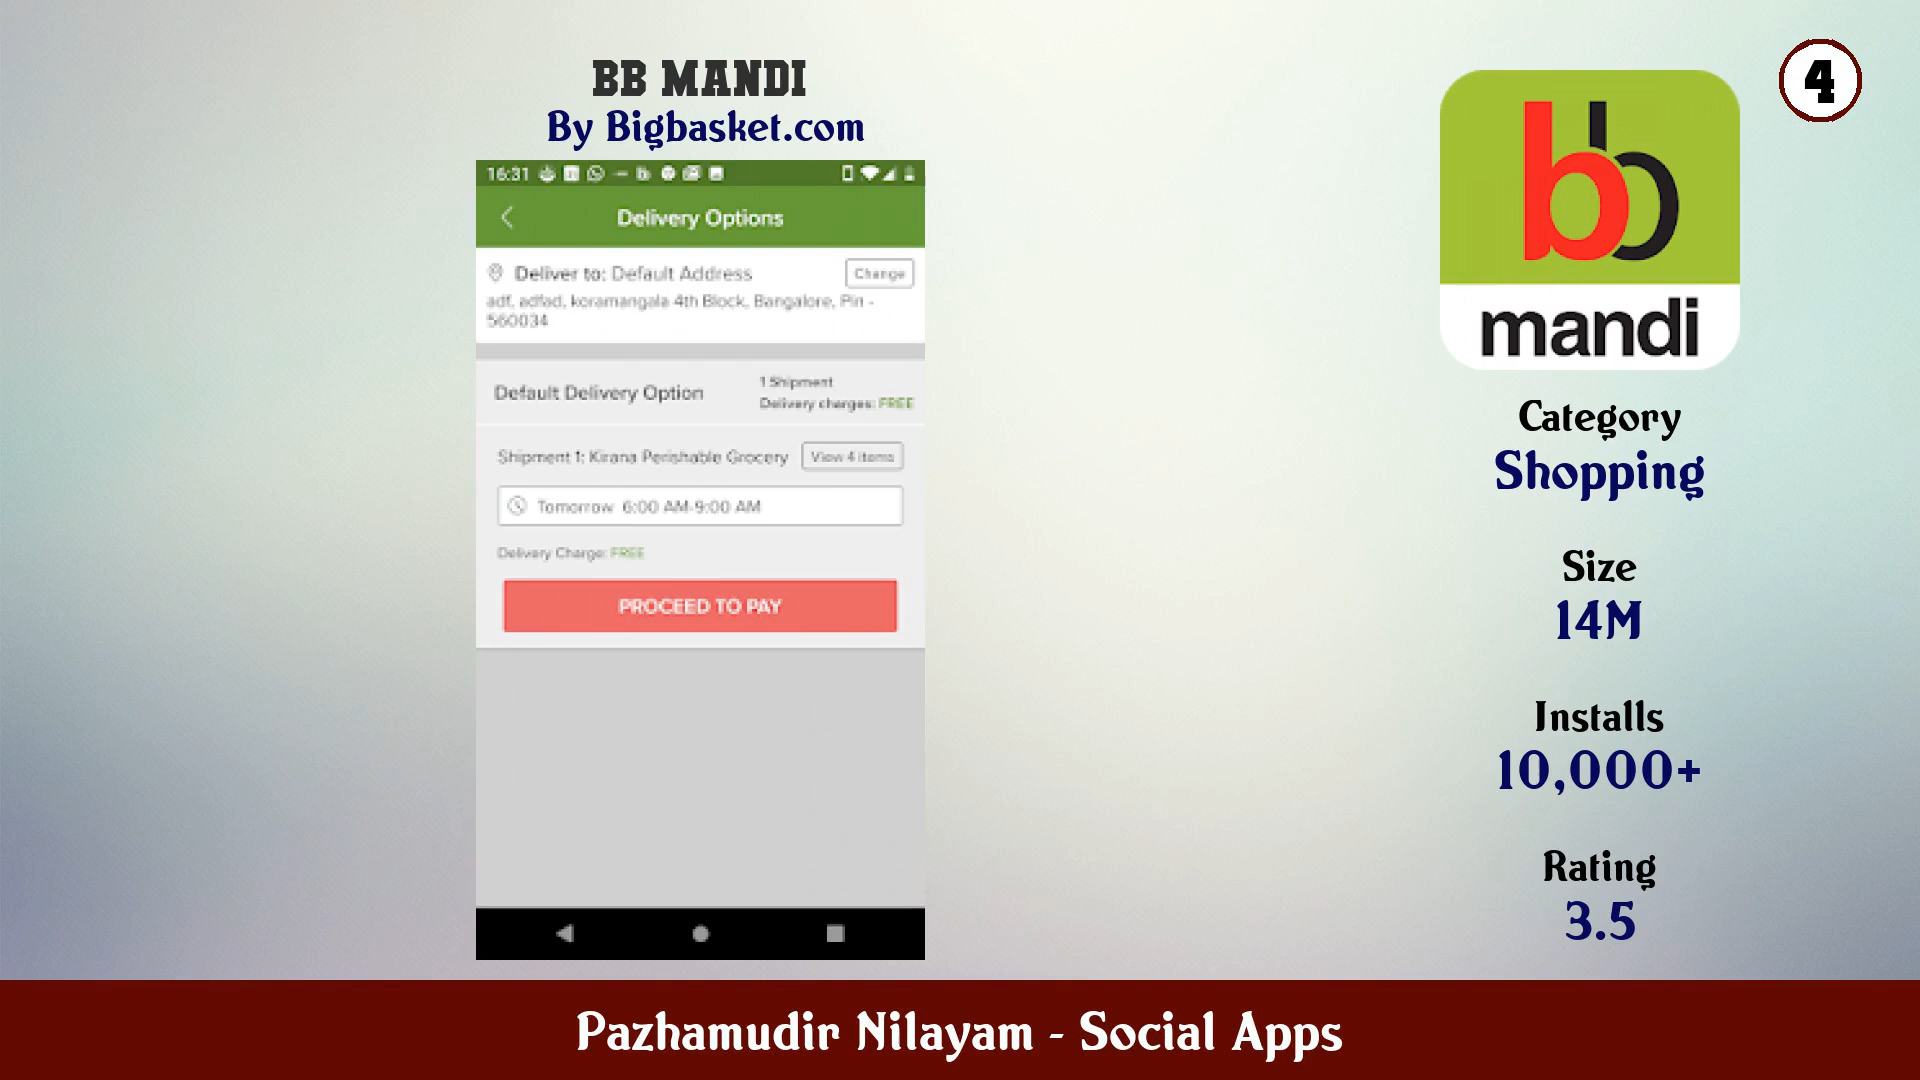 BB MANDI
By Bigbasket.com
16:31
Delivery Options
Deliver to: Default Address
Change
adf, adfad, koramangala 4th Block, Bangalore, Pin -
560034
Default Delivery Option
1 Shipment
Delivery charges: FREE
Shipment 1: Kirana Perishable Grocery
View 4 items
Tomorrow 6:00 AM-9:00 AM
Delivery Charge: FREE
PROCEED TO PAY
4
bb
mandi
Category
Shopping
Size
14M
Installs
10,000+
Rating
3.5
Pazhamudir Nilayam - Social Apps